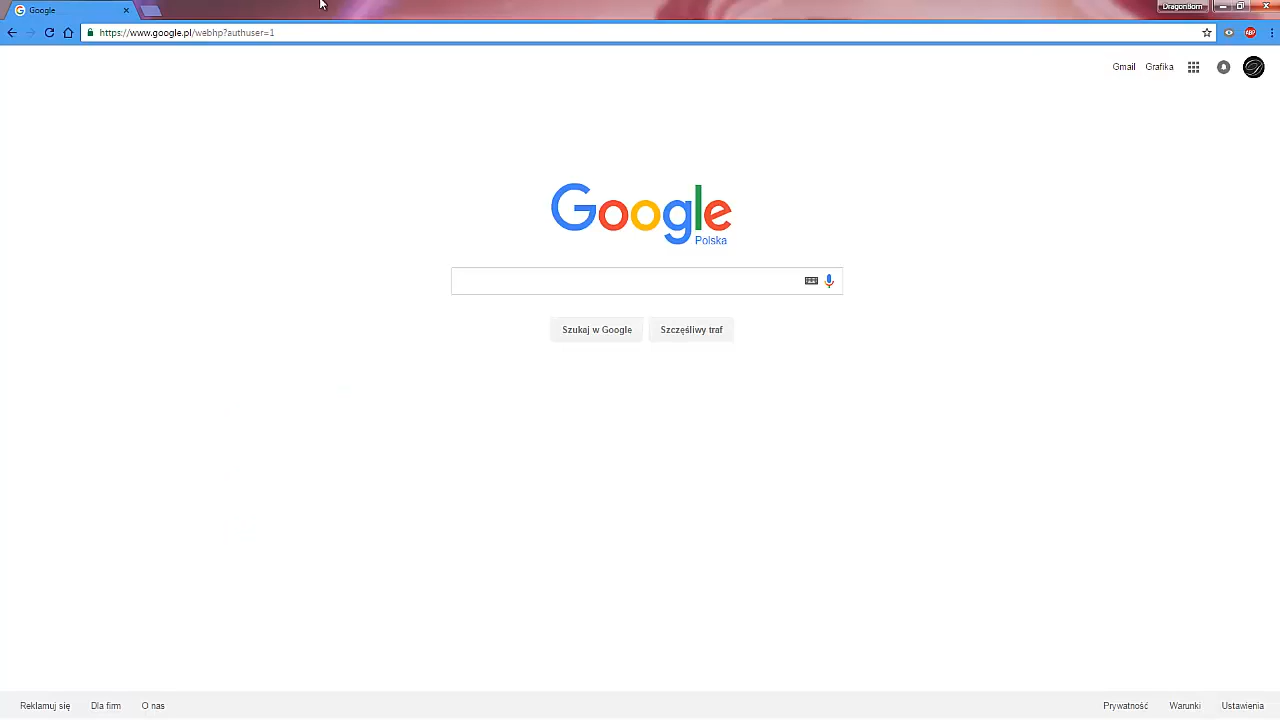 Google
DragonBorn
https://www.google.pl/webhp?authuser=1
ABP
Gmail Grafika
Google
Polska
Szukaj w Google Szczęśliwy traf
Reklamuj się Dla firm O nas Prywatność Warunki Ustawienia